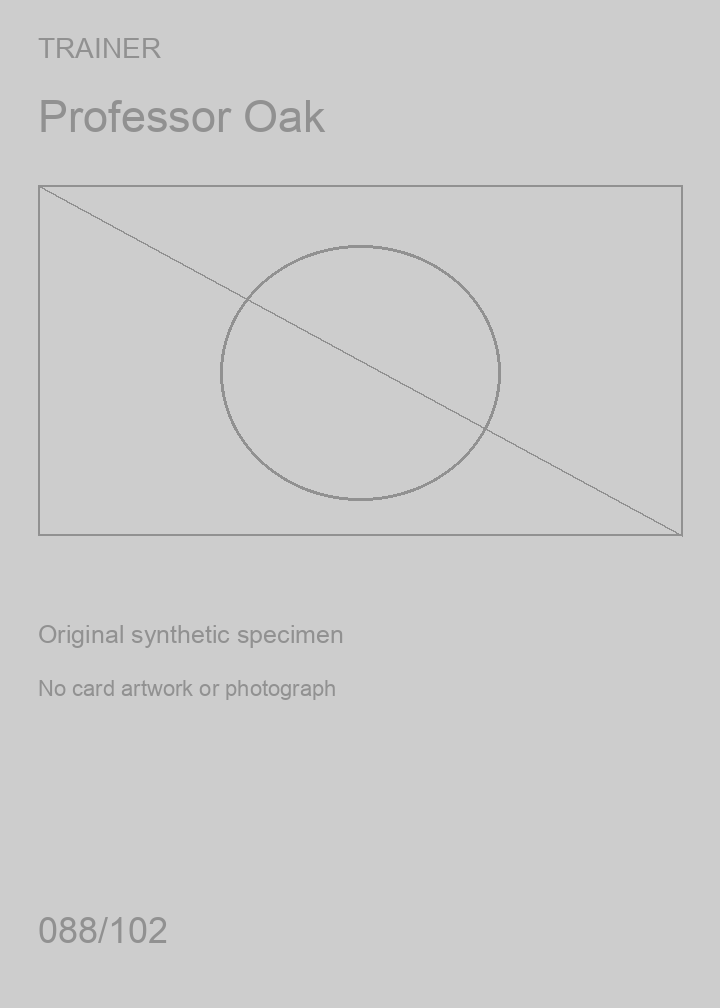 TRAINER
Professor Oak
Original synthetic specimen
No card artwork or photograph
088/102